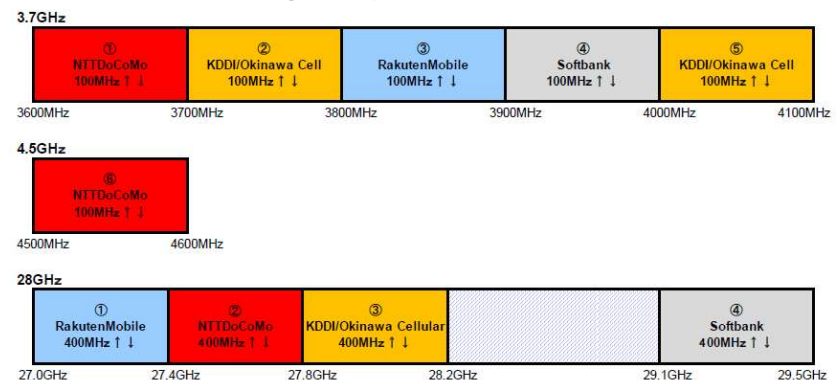 3.7GHz
① ② ③ ④ ⑤
NTTDoCoMo KDDI/Okinawa Cell RakutenMobile Softbank KDDI/Okinawa Cell
100MHz ↑ ↓ 100MHz ↑ ↓ 100MHz ↑ ↓ 100MHz ↑ ↓ 100MHz ↑ ↓
3600MHz 3700MHz 3800MHz 3900MHz 4000MHz 4100MHz
4.5GHz
⑥
NTTDoCoMo
100MHz ↑ ↓
4500MHz 4600MHz
28GHz
① ② ③ ④
RakutenMobile NTTDoCoMo KDDI/Okinawa Cellular Softbank
400MHz ↑ ↓ 400MHz ↑ ↓ 400MHz ↑ ↓ 400MHz ↑ ↓
27.0GHz 27.4GHz 27.8GHz 28.2GHz 29.1GHz 29.5GHz